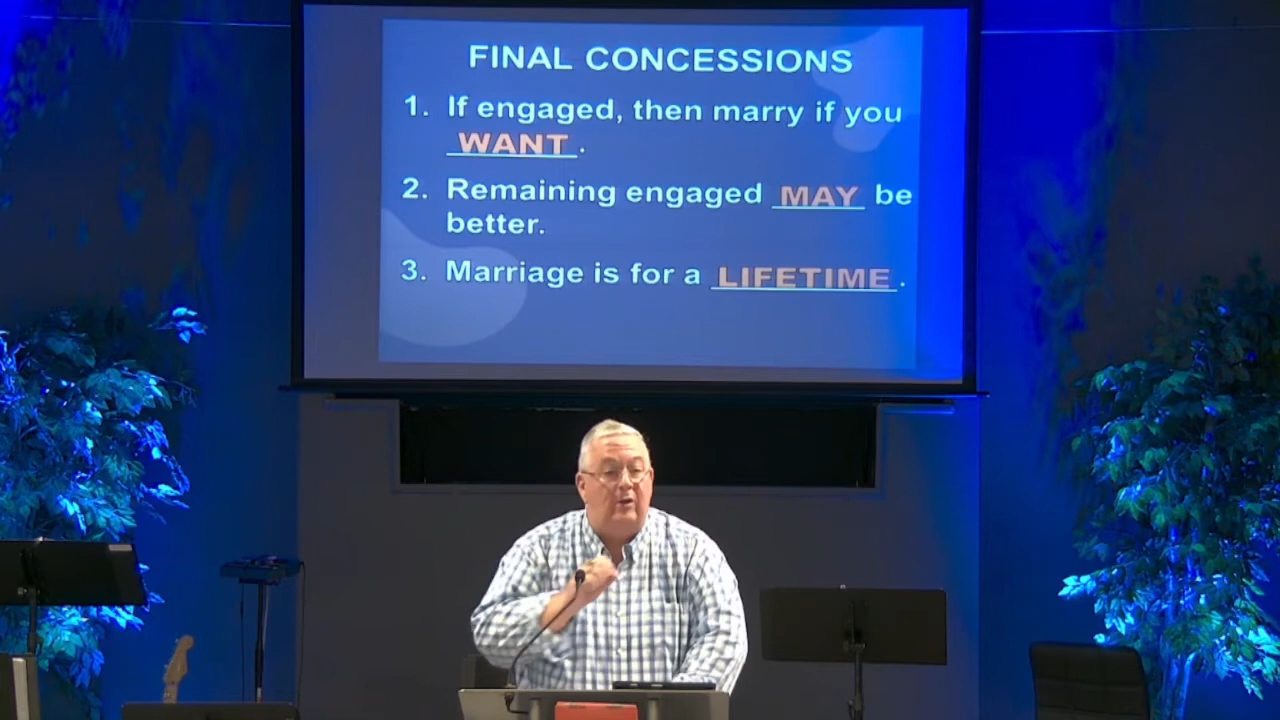 FINAL CONCESSIONS
1. If engaged, then marry if you
WANT.
2. Remaining engaged MAY be
better.
3. Marriage is for a LIFETIME.